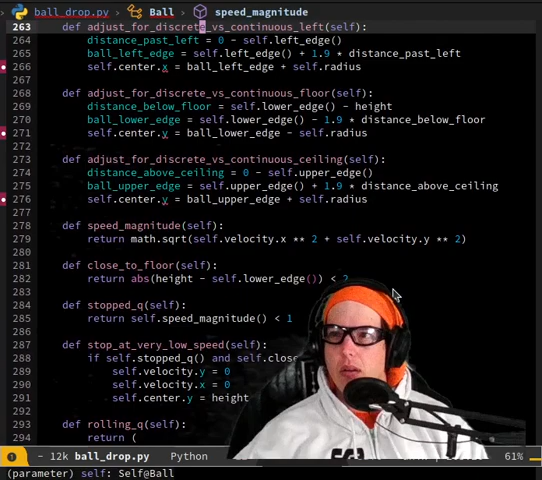 ball_drop.py › Ball › speed_magnitude
263 def adjust_for_discrete_vs_continuous_left(self):
264 distance_past_left = 0 - self.left_edge()
265 ball_left_edge = self.left_edge() + 1.9 * distance_past_left
266 self.center.x = ball_left_edge + self.radius
267
268 def adjust_for_discrete_vs_continuous_floor(self):
269 distance_below_floor = self.lower_edge() - height
270 ball_lower_edge = self.lower_edge() - 1.9 * distance_below_floor
271 self.center.y = ball_lower_edge - self.radius
272
273 def adjust_for_discrete_vs_continuous_ceiling(self):
274 distance_above_ceiling = 0 - self.upper_edge()
275 ball_upper_edge = self.upper_edge() + 1.9 * distance_above_ceiling
276 self.center.y = ball_upper_edge + self.radius
277
278 def speed_magnitude(self):
279 return math.sqrt(self.velocity.x ** 2 + self.velocity.y ** 2)
280
281 def close_to_floor(self):
282 return abs(height - self.lower_edge()) < 2
283
284 def stopped_q(self):
285 return self.speed_magnitude() < 1
286
287 def stop_at_very_low_speed(self):
288 if self.stopped_q() and self.close
289 self.velocity.y = 0
290 self.velocity.x = 0
291 self.center.y = height
292
293 def rolling_q(self):
294 return (
- 12k ball_drop.py Python 61%
(parameter) self: Self@Ball